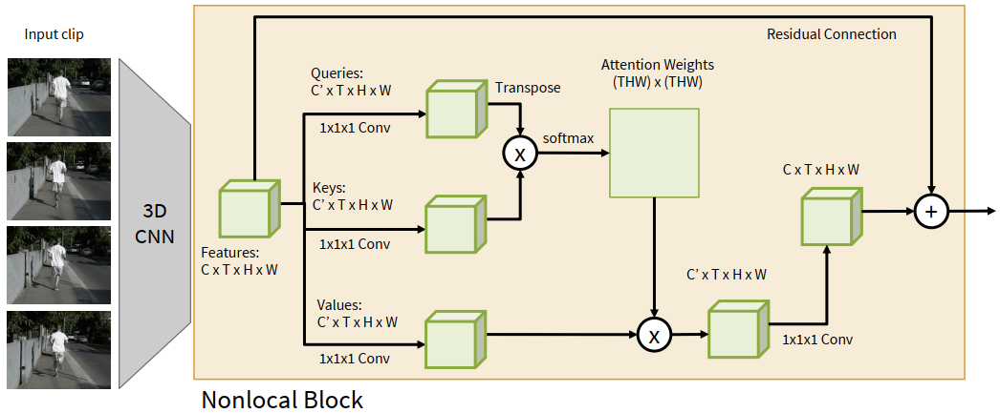 Input clip
3D
CNN
Features:
C x T x H x W
Queries:
C' x T x H x W
1x1x1 Conv
Transpose
Keys:
C' x T x H x W
1x1x1 Conv
Values:
C' x T x H x W
1x1x1 Conv
X
softmax
Attention Weights
(THW) x (THW)
X
C' x T x H x W
1x1x1 Conv
C x T x H x W
Residual Connection
+
Nonlocal Block